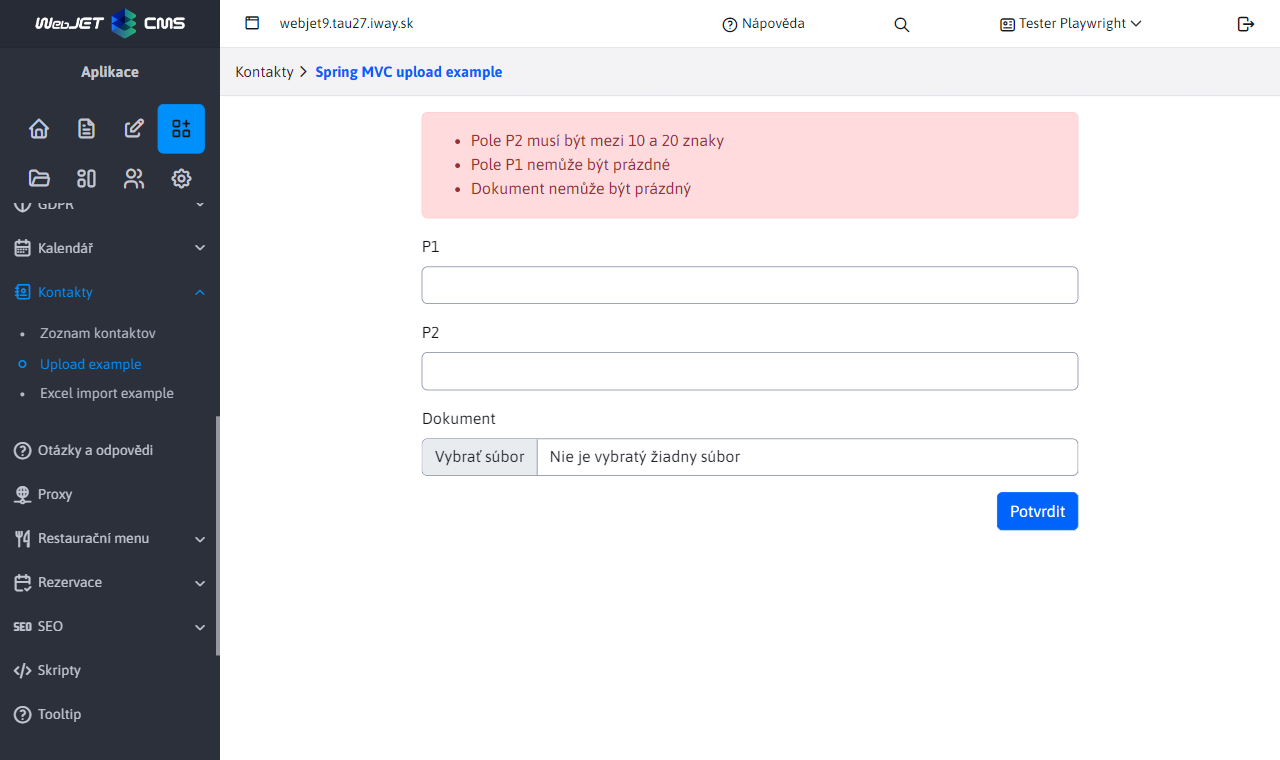 WebJET CMS
webjet9.tau27.iway.sk
Nápověda
Tester Playwright
Aplikace
Kontakty
Spring MVC upload example
GDPR
Kalendář
Kontakty
Zoznam kontaktov
Upload example
Excel import example
Otázky a odpovědi
Proxy
Restaurační menu
Rezervace
SEO SEO
Skripty
Tooltip
Pole P2 musí být mezi 10 a 20 znaky
Pole P1 nemůže být prázdné
Dokument nemůže být prázdný
P1
P2
Dokument
Vybrať súbor Nie je vybratý žiadny súbor
Potvrdit